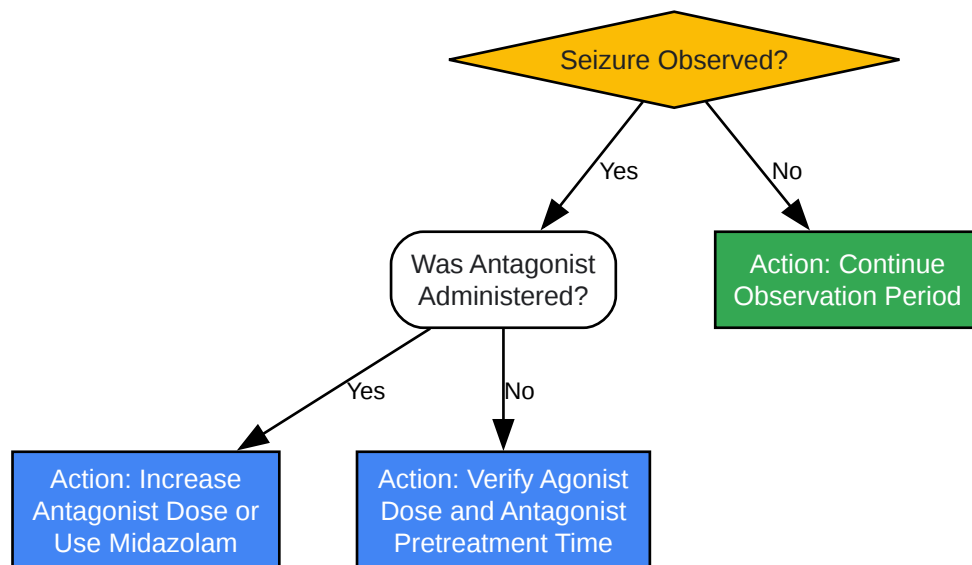 Seizure Observed?
Yes
No
Was Antagonist
Administered?
Action: Continue
Observation Period
Yes
No
Action: Increase
Antagonist Dose or
Use Midazolam
Action: Verify Agonist
Dose and Antagonist
Pretreatment Time